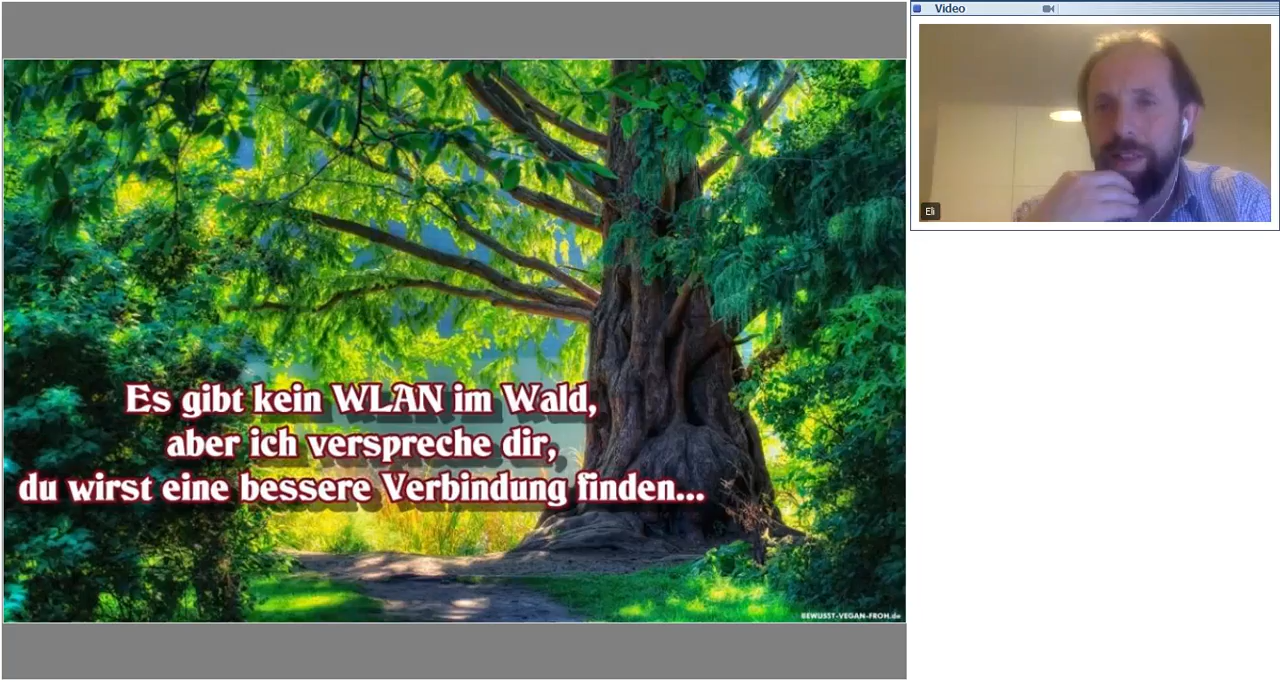 Es gibt kein WLAN im Wald,
aber ich verspreche dir,
du wirst eine bessere Verbindung finden...
BEWUSST-VEGAN-FROH.de
Video
Eli